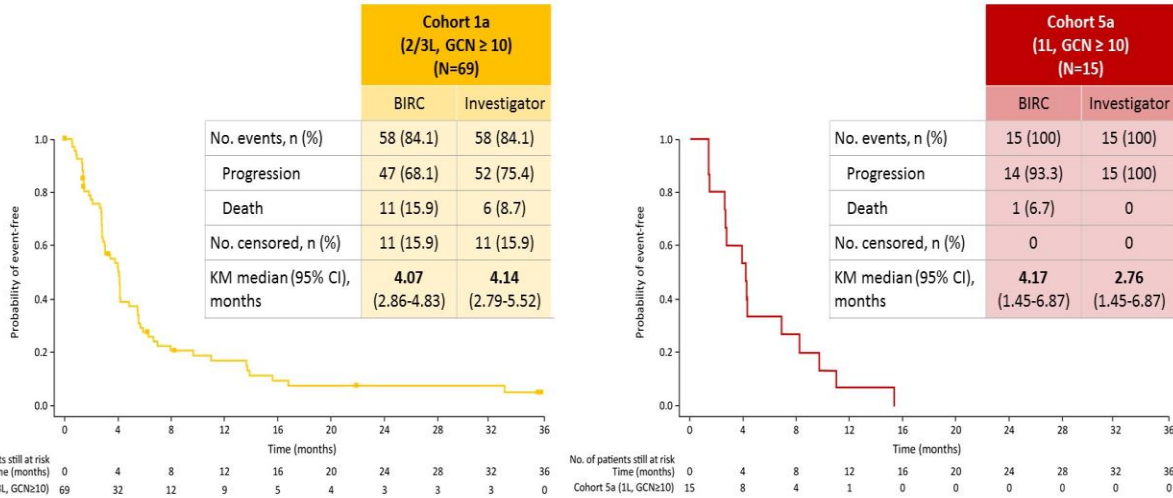 Cohort 1a
(2/3L, GCN ≥ 10)
(N=69)
BIRC Investigator
No. events, n (%) 58 (84.1) 58 (84.1)
Progression 47 (68.1) 52 (75.4)
Death 11 (15.9) 6 (8.7)
No. censored, n (%) 11 (15.9) 11 (15.9)
KM median (95% CI), months 4.07 (2.86-4.83) 4.14 (2.79-5.52)
Probability of event-free
1.0
0.8
0.6
0.4
0.2
0.0
0 4 8 12 16 20 24 28 32 36
Time (months)
ts still at risk
me (months) 0 4 8 12 16 20 24 28 32 36
3L, GCN≥10) 69 32 12 9 5 4 3 3 3 0
Cohort 5a
(1L, GCN ≥ 10)
(N=15)
BIRC Investigator
No. events, n (%) 15 (100) 15 (100)
Progression 14 (93.3) 15 (100)
Death 1 (6.7) 0
No. censored, n (%) 0 0
KM median (95% CI), months 4.17 (1.45-6.87) 2.76 (1.45-6.87)
Probability of event-free
1.0
0.8
0.6
0.4
0.2
0.0
0 4 8 12 16 20 24 28 32 36
Time (months)
No. of patients still at risk
Time (months) 0 4 8 12 16 20 24 28 32 36
Cohort 5a (1L, GCN≥10) 15 8 4 1 0 0 0 0 0 0